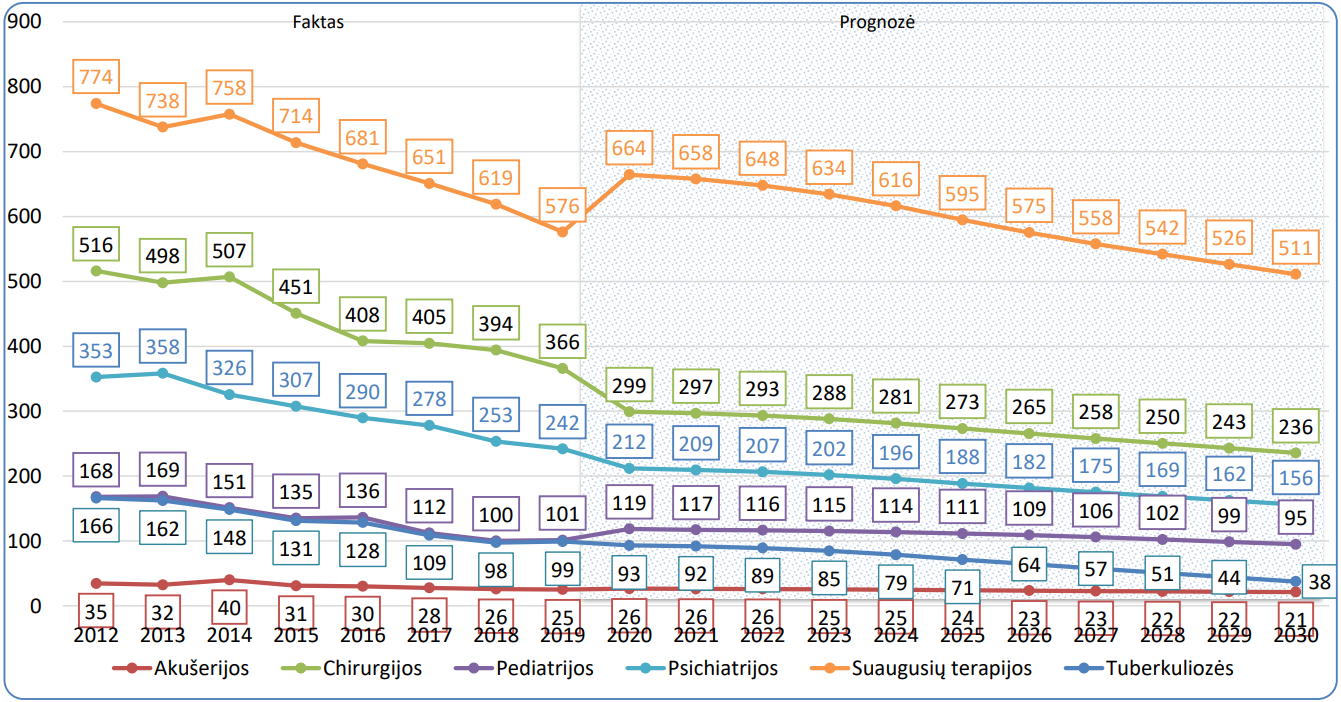 Faktas Prognozė
900
800
700
600
500
400
300
200
100
0
774 738 758 714 681 651 619 576 664 658 648 634 616 595 575 558 542 526 511
516 498 507 451 408 405 394 366 299 297 293 288 281 273 265 258 250 243 236
353 358 326 307 290 278 253 242 212 209 207 202 196 188 182 175 169 162 156
168 169 151 135 136 112 100 101 119 117 116 115 114 111 109 106 102 99 95
166 162 148 131 128 109 98 99 93 92 89 85 79 71 64 57 51 44 38
35 32 40 31 30 28 26 25 26 26 26 25 25 24 23 23 22 22 21
2012 2013 2014 2015 2016 2017 2018 2019 2020 2021 2022 2023 2024 2025 2026 2027 2028 2029 2030
Akušerijos Chirurgijos Pediatrijos Psichiatrijos Suaugusių terapijos Tuberkuliozės